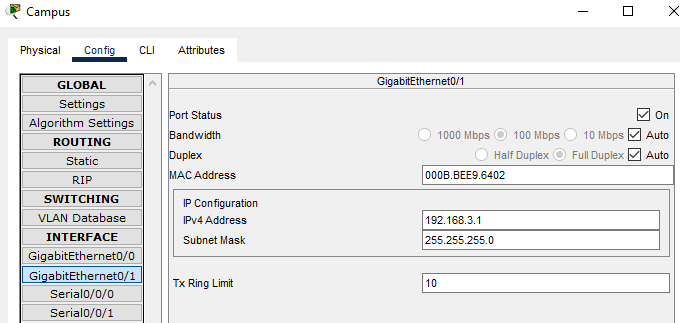 Campus
Physical Config CLI Attributes
GLOBAL
Settings
Algorithm Settings
ROUTING
Static
RIP
SWITCHING
VLAN Database
INTERFACE
GigabitEthernet0/0
GigabitEthernet0/1
Serial0/0/0
Serial0/0/1
GigabitEthernet0/1
Port Status On
Bandwidth 1000 Mbps 100 Mbps 10 Mbps Auto
Duplex Half Duplex Full Duplex Auto
MAC Address 000B.BEE9.6402
IP Configuration
IPv4 Address 192.168.3.1
Subnet Mask 255.255.255.0
Tx Ring Limit 10